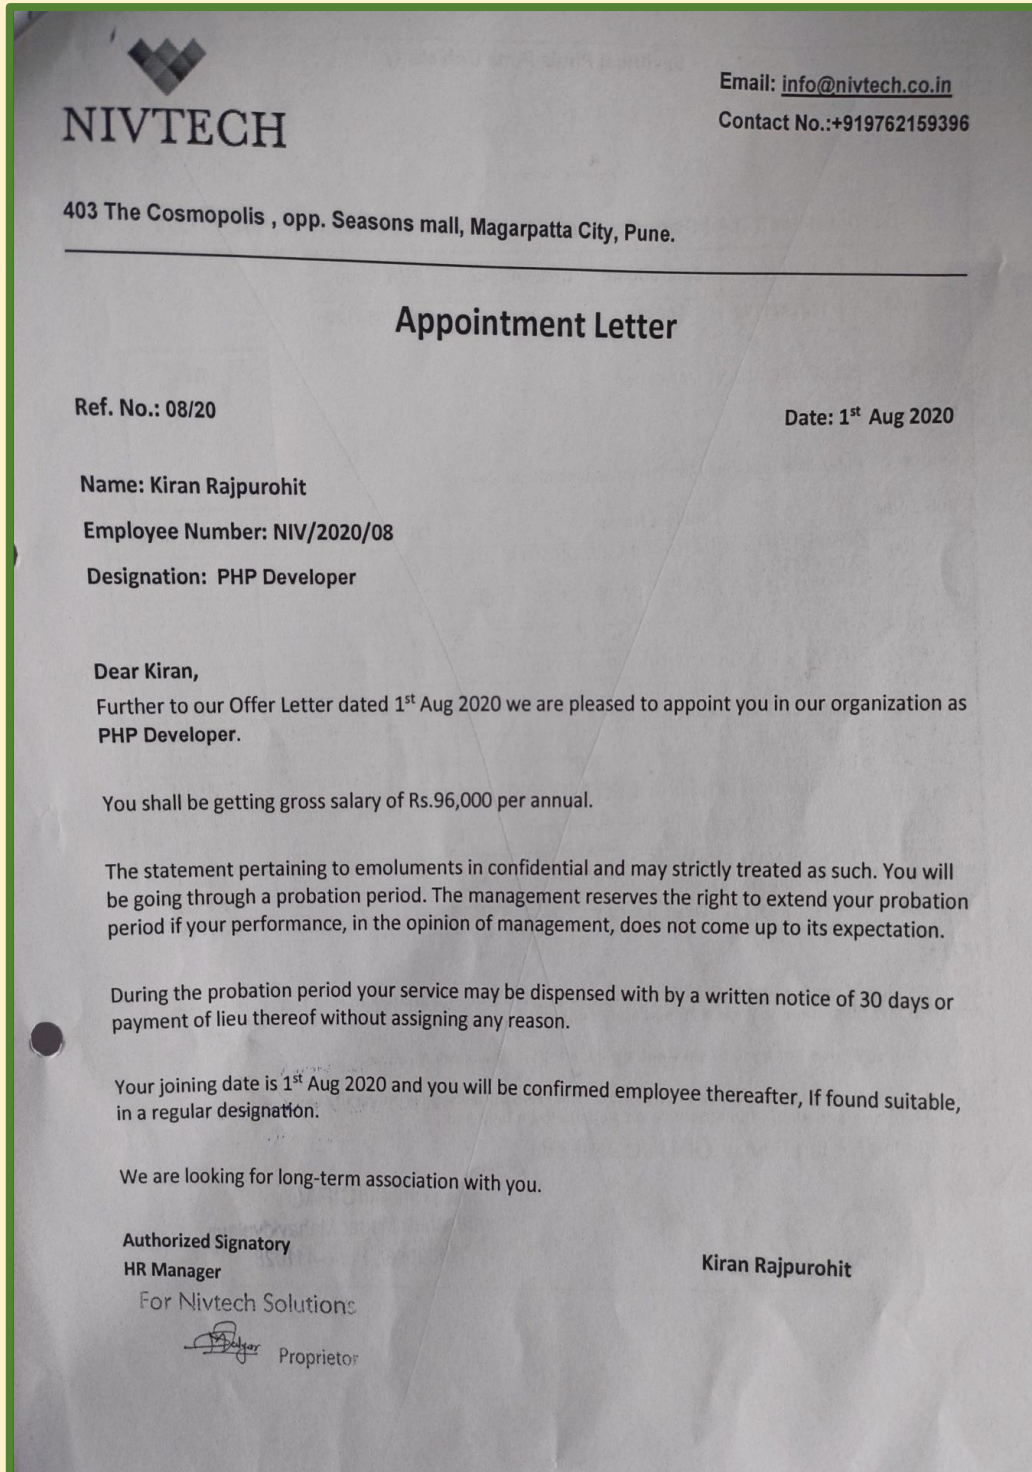 NIVTECH
Email: info@nivtech.co.in
Contact No.:+919762159396
403 The Cosmopolis , opp. Seasons mall, Magarpatta City, Pune.
Appointment Letter
Ref. No.: 08/20
Date: 1st Aug 2020
Name: Kiran Rajpurohit
Employee Number: NIV/2020/08
Designation: PHP Developer
Dear Kiran,
Further to our Offer Letter dated 1st Aug 2020 we are pleased to appoint you in our organization as
PHP Developer.
You shall be getting gross salary of Rs.96,000 per annual.
The statement pertaining to emoluments in confidential and may strictly treated as such. You will
be going through a probation period. The management reserves the right to extend your probation
period if your performance, in the opinion of management, does not come up to its expectation.
During the probation period your service may be dispensed with by a written notice of 30 days or
payment of lieu thereof without assigning any reason.
Your joining date is 1st Aug 2020 and you will be confirmed employee thereafter, If found suitable,
in a regular designation.
We are looking for long-term association with you.
Authorized Signatory
HR Manager
Kiran Rajpurohit
For Nivtech Solutions
Proprietor